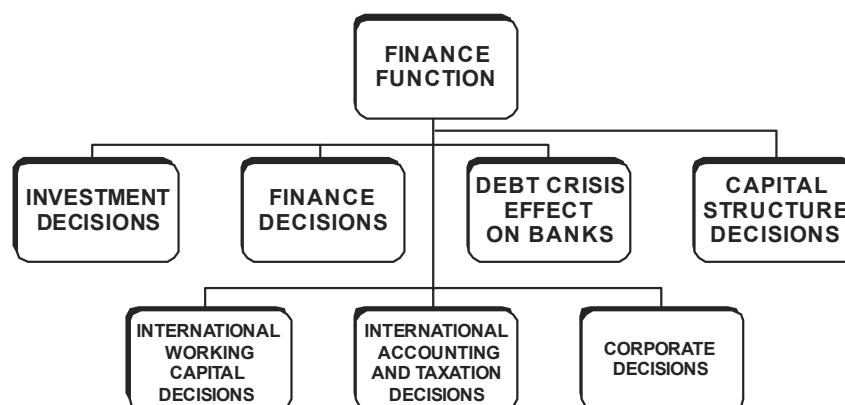 FINANCE
FUNCTION
INVESTMENT
DECISIONS
FINANCE
DECISIONS
DEBT CRISIS
EFFECT
ON BANKS
CAPITAL
STRUCTURE
DECISIONS
INTERNATIONAL
WORKING
CAPITAL
DECISIONS
INTERNATIONAL
ACCOUNTING
AND TAXATION
DECISIONS
CORPORATE
DECISIONS